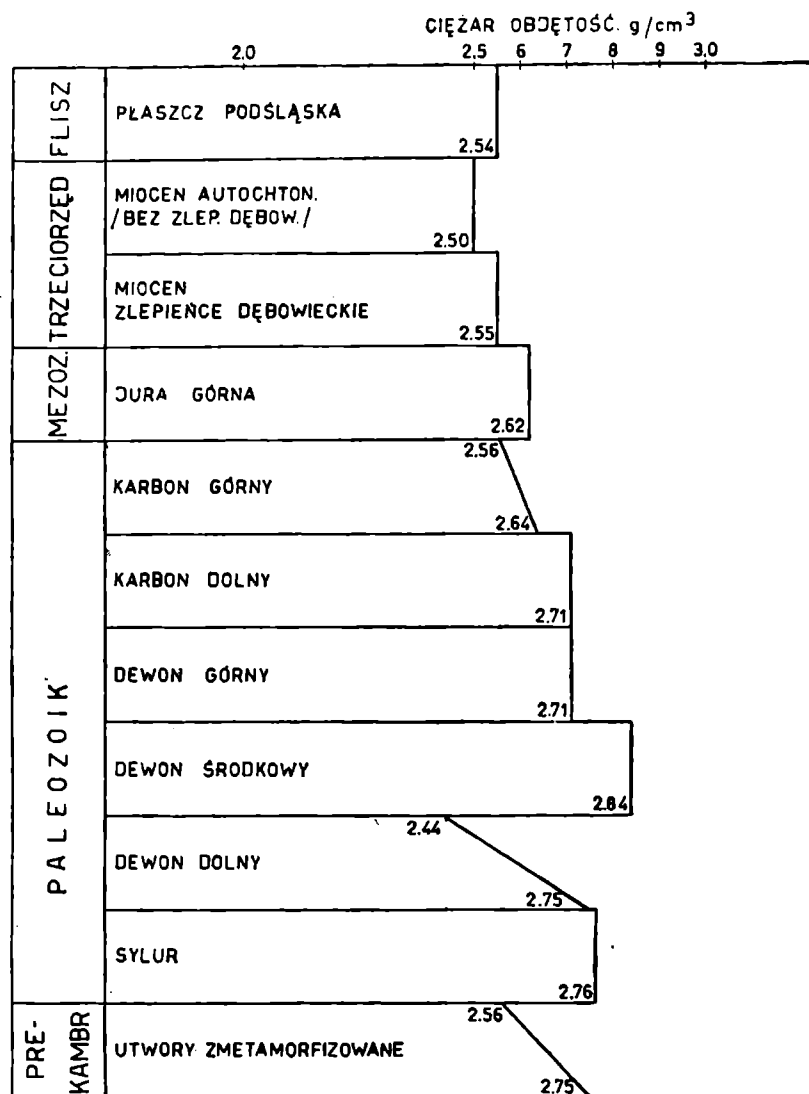 CIĘŻAR OBJĘTOŚĆ. g/cm³
2.0 2.5 6 7 8 9 3.0
FLISZ
PŁASZCZ PODŚLĄSKA
2.54
TRZECIORZĘD
MIOCEN AUTOCHTON.
/BEZ ZLEP. DĘBOW./
2.50
MIOCEN
ZLEPIEŃCE DĘBOWIECKIE
2.55
MEZOZ.
JURA GÓRNA
2.62
PALEOZOIK
2.56
KARBON GÓRNY
2.64
KARBON DOLNY
2.71
DEWON GÓRNY
2.71
DEWON ŚRODKOWY
2.84
2.44
DEWON DOLNY
2.75
SYLUR
2.76
PRE-
KAMBR
2.56
UTWORY ZMETAMORFIZOWANE
2.75